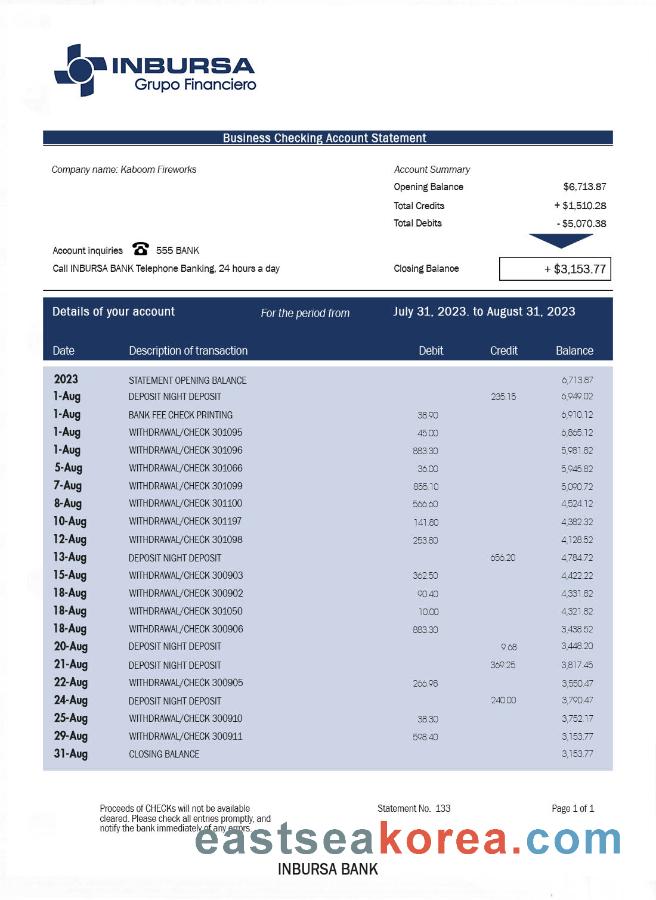 INBURSA
Grupo Financiero
Business Checking Account Statement
Company name: Kaboom Fireworks
Account Summary
Opening Balance $6,713.87
Total Credits + $1,510.28
Total Debits - $5,070.38
Account inquiries 555 BANK
Call INBURSA BANK Telephone Banking, 24 hours a day
Closing Balance + $3,153.77
Details of your account For the period from July 31, 2023. to August 31, 2023
Date Description of transaction Debit Credit Balance
2023 STATEMENT OPENING BALANCE 6,713.87
1-Aug DEPOSIT NIGHT DEPOSIT 235.15 6,949.02
1-Aug BANK FEE CHECK PRINTING 38.90 6,910.12
1-Aug WITHDRAWAL/CHECK 301095 45.00 6,865.12
1-Aug WITHDRAWAL/CHECK 301096 883.30 5,981.82
5-Aug WITHDRAWAL/CHECK 301066 36.00 5,945.82
7-Aug WITHDRAWAL/CHECK 301099 855.10 5,090.72
8-Aug WITHDRAWAL/CHECK 301100 566.60 4,524.12
10-Aug WITHDRAWAL/CHECK 301197 141.80 4,382.32
12-Aug WITHDRAWAL/CHECK 301098 253.80 4,128.52
13-Aug DEPOSIT NIGHT DEPOSIT 656.20 4,784.72
15-Aug WITHDRAWAL/CHECK 300903 362.50 4,422.22
18-Aug WITHDRAWAL/CHECK 300902 90.40 4,331.82
18-Aug WITHDRAWAL/CHECK 301050 10.00 4,321.82
18-Aug WITHDRAWAL/CHECK 300906 883.30 3,438.52
20-Aug DEPOSIT NIGHT DEPOSIT 9.68 3,448.20
21-Aug DEPOSIT NIGHT DEPOSIT 369.25 3,817.45
22-Aug WITHDRAWAL/CHECK 300905 266.98 3,550.47
24-Aug DEPOSIT NIGHT DEPOSIT 240.00 3,790.47
25-Aug WITHDRAWAL/CHECK 300910 38.30 3,752.17
29-Aug WITHDRAWAL/CHECK 300911 598.40 3,153.77
31-Aug CLOSING BALANCE 3,153.77
Proceeds of CHECKs will not be available
cleared. Please check all entries promptly, and
notify the bank immediately of any errors.
Statement No. 133
Page 1 of 1
eastseakorea.com
INBURSA BANK